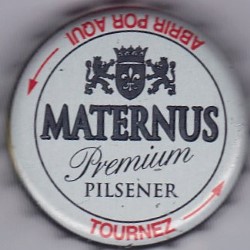 ABRIR POR AQUI
MATERNUS
Premium
PILSENER
TOURNEZ